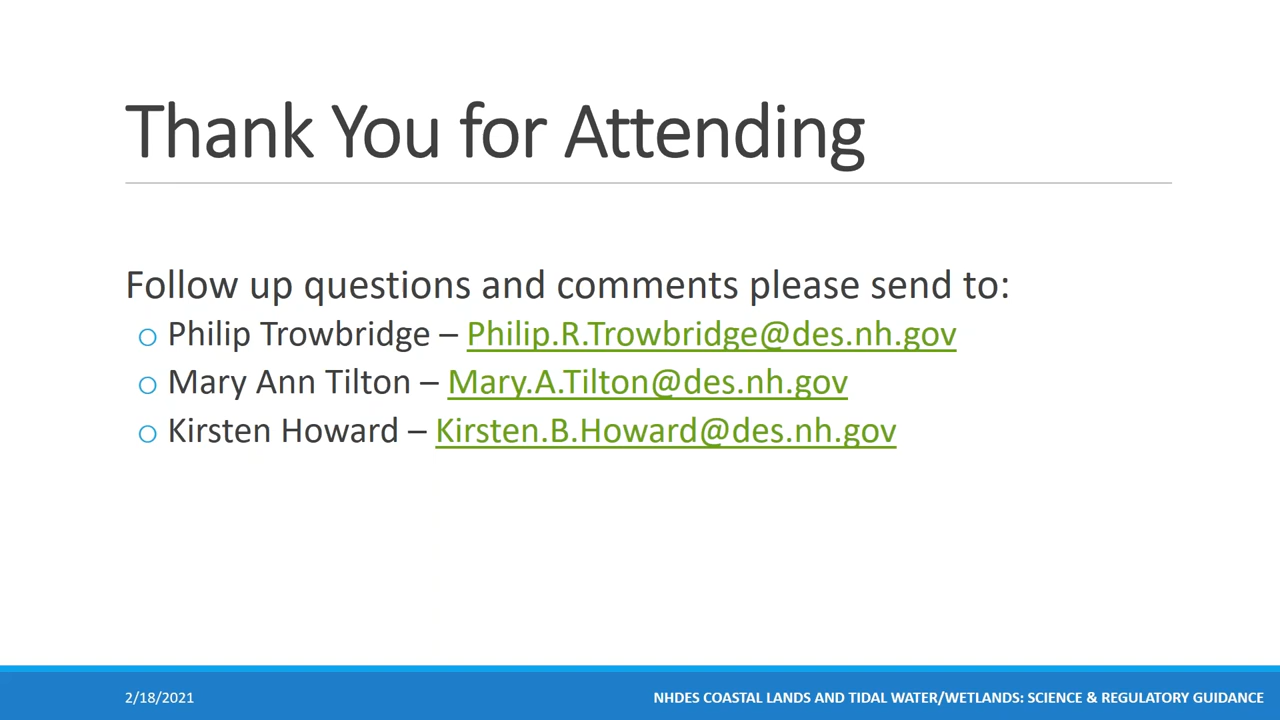 Thank You for Attending
Follow up questions and comments please send to:
o Philip Trowbridge – Philip.R.Trowbridge@des.nh.gov
o Mary Ann Tilton – Mary.A.Tilton@des.nh.gov
o Kirsten Howard – Kirsten.B.Howard@des.nh.gov
2/18/2021
NHDES COASTAL LANDS AND TIDAL WATER/WETLANDS: SCIENCE & REGULATORY GUIDANCE